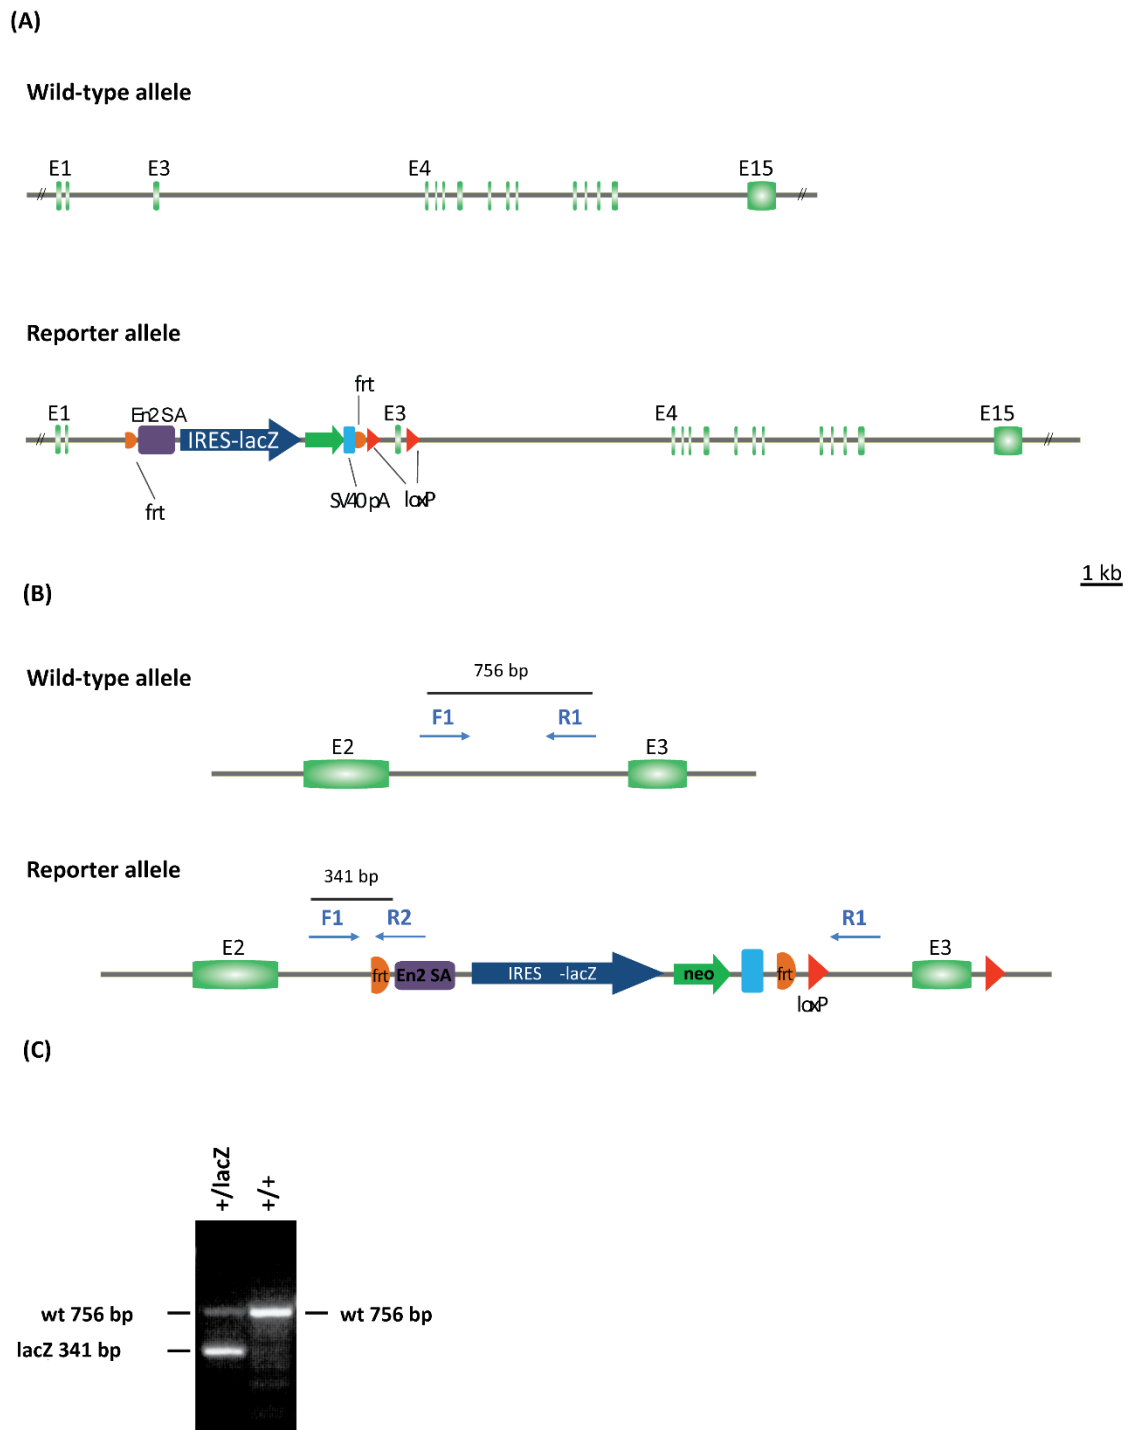 (A)
Wild-type allele
E1 E3 E4 E15
Reporter allele
frt
E1 En2 SA E3 E4 E15
IRES-lacZ
SV40 pA loxP
frt
1 kb
(B)
Wild-type allele
756 bp
F1 R1
E2 E3
Reporter allele
341 bp
F1 R2 R1
E2 E3
frt En2 SA IRES -lacZ neo frt
loxP
(C)
+/lacZ +/+
wt 756 bp wt 756 bp
lacZ 341 bp